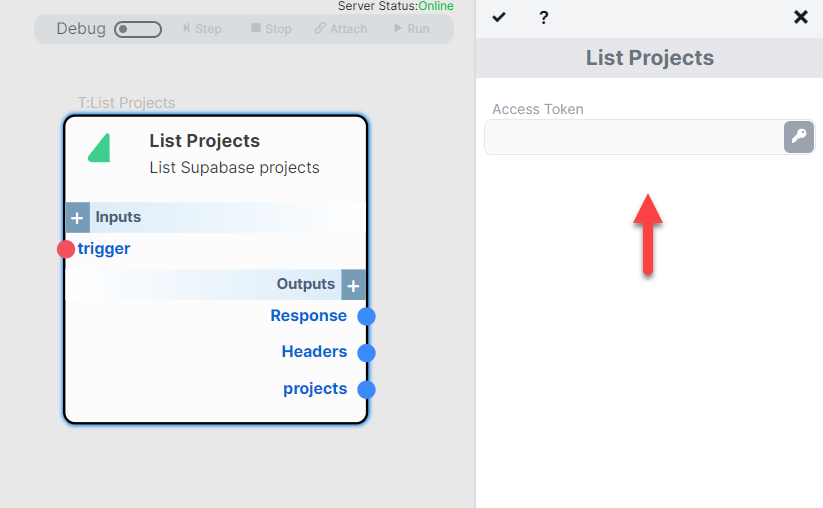 Server Status:Online
Debug Step Stop Attach Run
T:List Projects
List Projects
List Supabase projects
+ Inputs
trigger
Outputs +
Response
Headers
projects
?
List Projects
Access Token